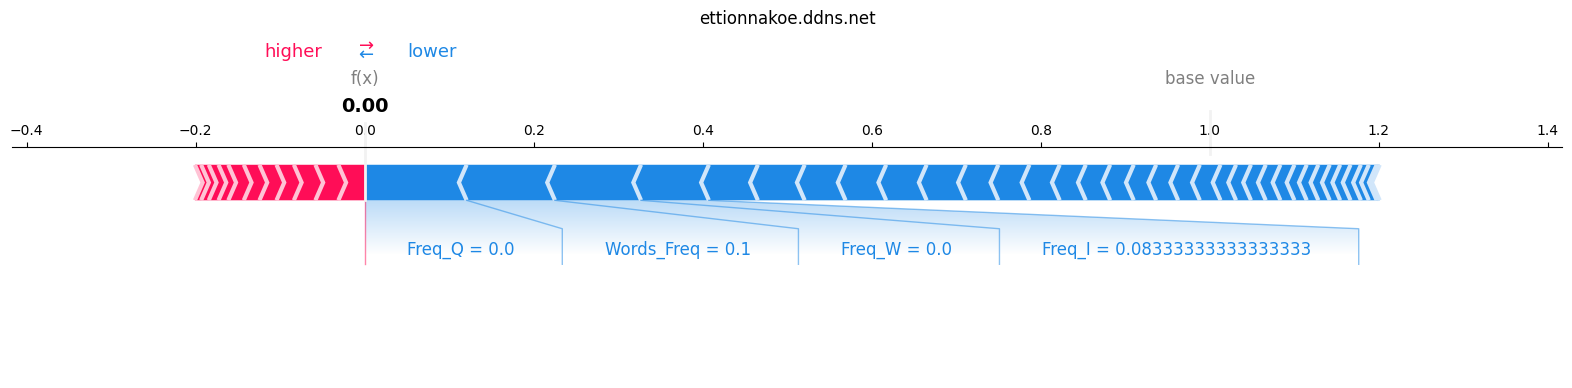 ettionnakoe.ddns.net
higher → ← lower
f(x) base value
0.00
−0.4 −0.2 0.0 0.2 0.4 0.6 0.8 1.0 1.2 1.4
Freq_Q = 0.0 Words_Freq = 0.1 Freq_W = 0.0 Freq_I = 0.08333333333333333